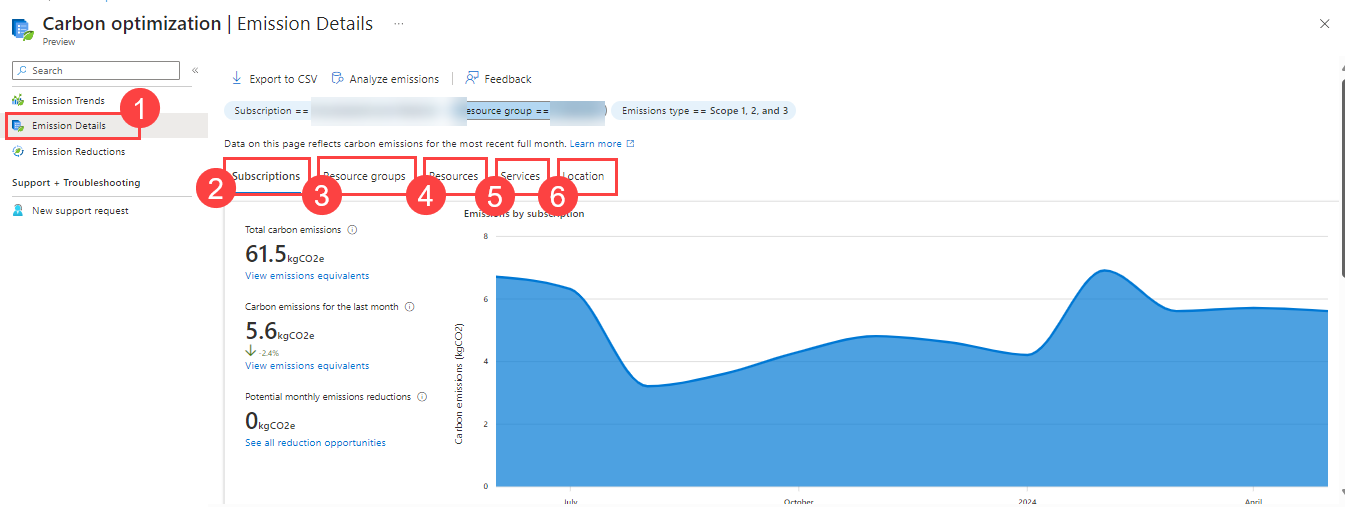 Carbon optimization | Emission Details ...
Preview
Search
«
Emission Trends
Emission Details
Emission Reductions
Support + Troubleshooting
New support request
1
Export to CSV
Analyze emissions
Feedback
Subscription ==
Resource group ==
Emissions type == Scope 1, 2, and 3
Data on this page reflects carbon emissions for the most recent full month. Learn more
2
Subscriptions
3
Resource groups
4
Resources
5
Services
6
Location
Total carbon emissions
61.5kgCO2e
View emissions equivalents
Carbon emissions for the last month
5.6kgCO2e
-2.4%
View emissions equivalents
Potential monthly emissions reductions
0kgCO2e
See all reduction opportunities
Emissions by subscription
Carbon emissions (kgCO2)
8
6
4
2
0
July
October
2024
April